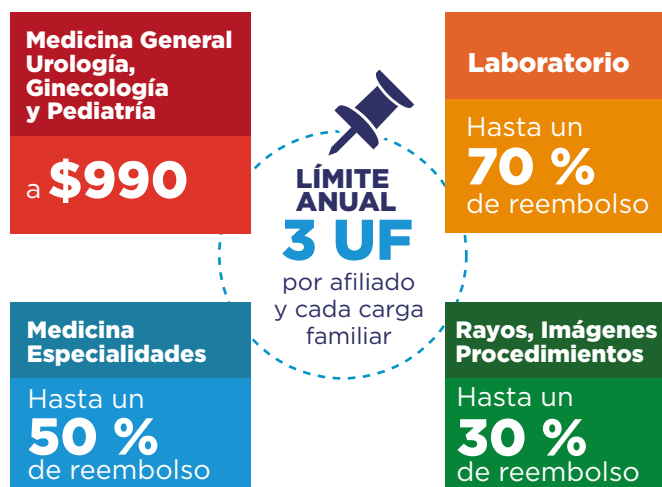 Medicina General
Urología,
Ginecología
y Pediatría
a $990
LÍMITE
ANUAL
3 UF
por afiliado
y cada carga
familiar
Laboratorio
Hasta un
70 %
de reembolso
Medicina
Especialidades
Hasta un
50 %
de reembolso
Rayos, Imágenes
Procedimientos
Hasta un
30 %
de reembolso